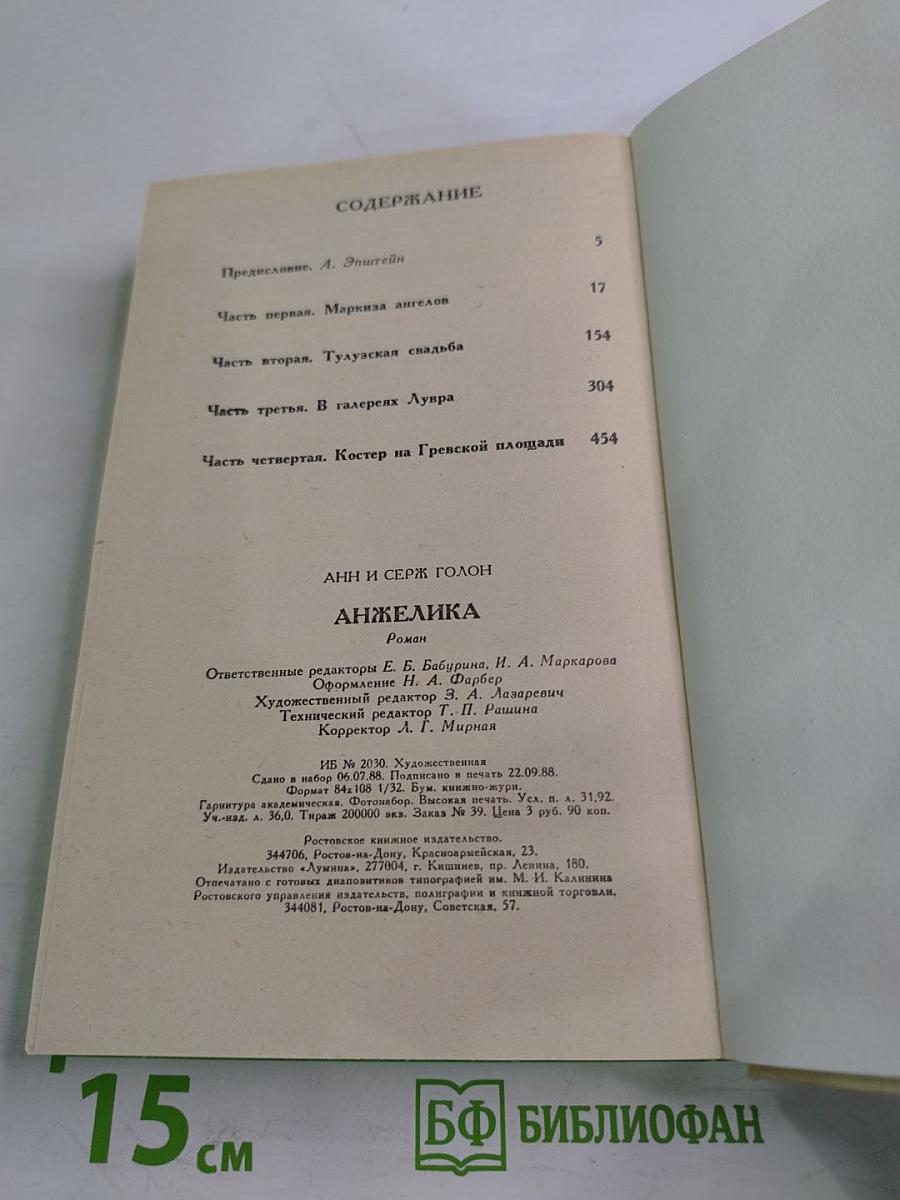 СОДЕРЖАНИЕ
Предисловие. А. Эпштейн 5
Часть первая. Маркиза ангелов 17
Часть вторая. Тулузская свадьба 154
Часть третья. В галереях Лувра 304
Часть четвертая. Костер на Гревской площади 454
АНН И СЕРЖ ГОЛОН
АНЖЕЛИКА
Роман
Ответственные редакторы Е. Б. Бабурина, И. А. Маркарова
Оформление Н. А. Фарбер
Художественный редактор З. А. Лазаревич
Технический редактор Т. П. Рашина
Корректор Л. Г. Мирная
ИБ № 2030. Художественная
Сдано в набор 06.07.88. Подписано в печать 22.09.88.
Формат 84х108 1/32. Бум. книжно-журн.
Гарнитура академическая. Фотонабор. Высокая печать. Усл. п. л. 31,92.
Уч.-изд. л. 36,0. Тираж 200000 экз. Заказ № 39. Цена 3 руб. 90 коп.
Ростовское книжное издательство.
344706, Ростов-на-Дону, Красноармейская, 23.
Издательство «Лумина», 277004, г. Кишинев, пр. Ленина, 180.
Отпечатано с готовых диапозитивов типографией им. М. И. Калинина
Ростовского управления издательств, полиграфии и книжной торговли,
344081, Ростов-на-Дону, Советская, 57.
15 см
БФ БИБЛИОФАН